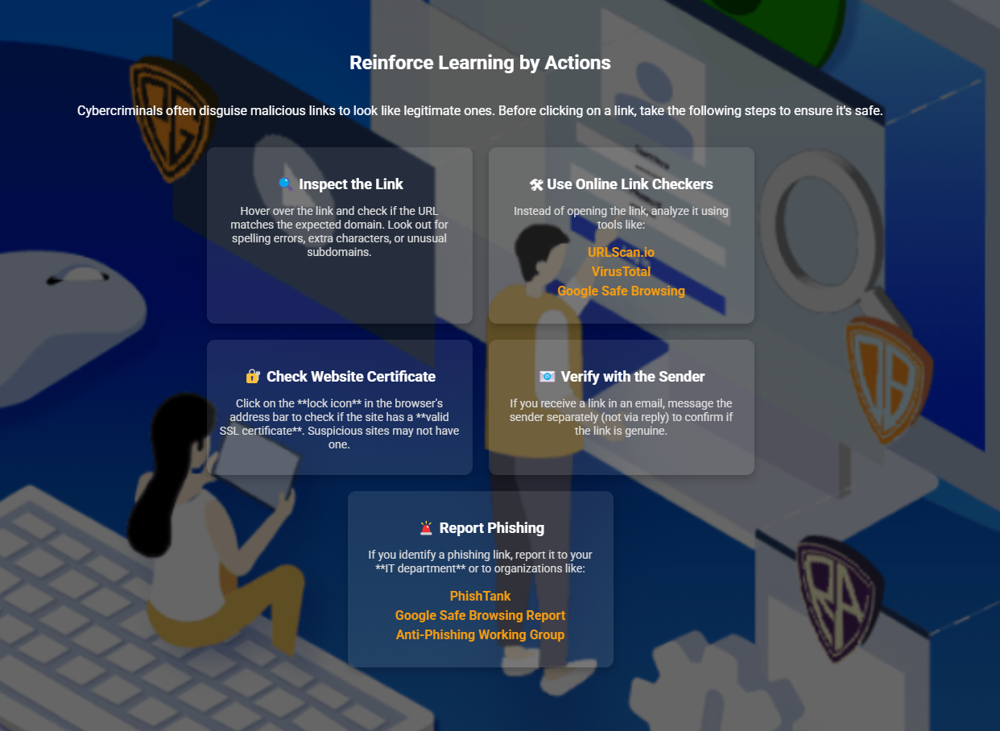 Reinforce Learning by Actions
Cybercriminals often disguise malicious links to look like legitimate ones. Before clicking on a link, take the following steps to ensure it's safe.
🔍 Inspect the Link
Hover over the link and check if the URL
matches the expected domain. Look out for
spelling errors, extra characters, or unusual
subdomains.
🛠 Use Online Link Checkers
Instead of opening the link, analyze it using
tools like:
URLScan.io
VirusTotal
Google Safe Browsing
🔐 Check Website Certificate
Click on the **lock icon** in the browser's
address bar to check if the site has a **valid
SSL certificate**. Suspicious sites may not have
one.
📧 Verify with the Sender
If you receive a link in an email, message the
sender separately (not via reply) to confirm if
the link is genuine.
🚨 Report Phishing
If you identify a phishing link, report it to your
**IT department** or to organizations like:
PhishTank
Google Safe Browsing Report
Anti-Phishing Working Group